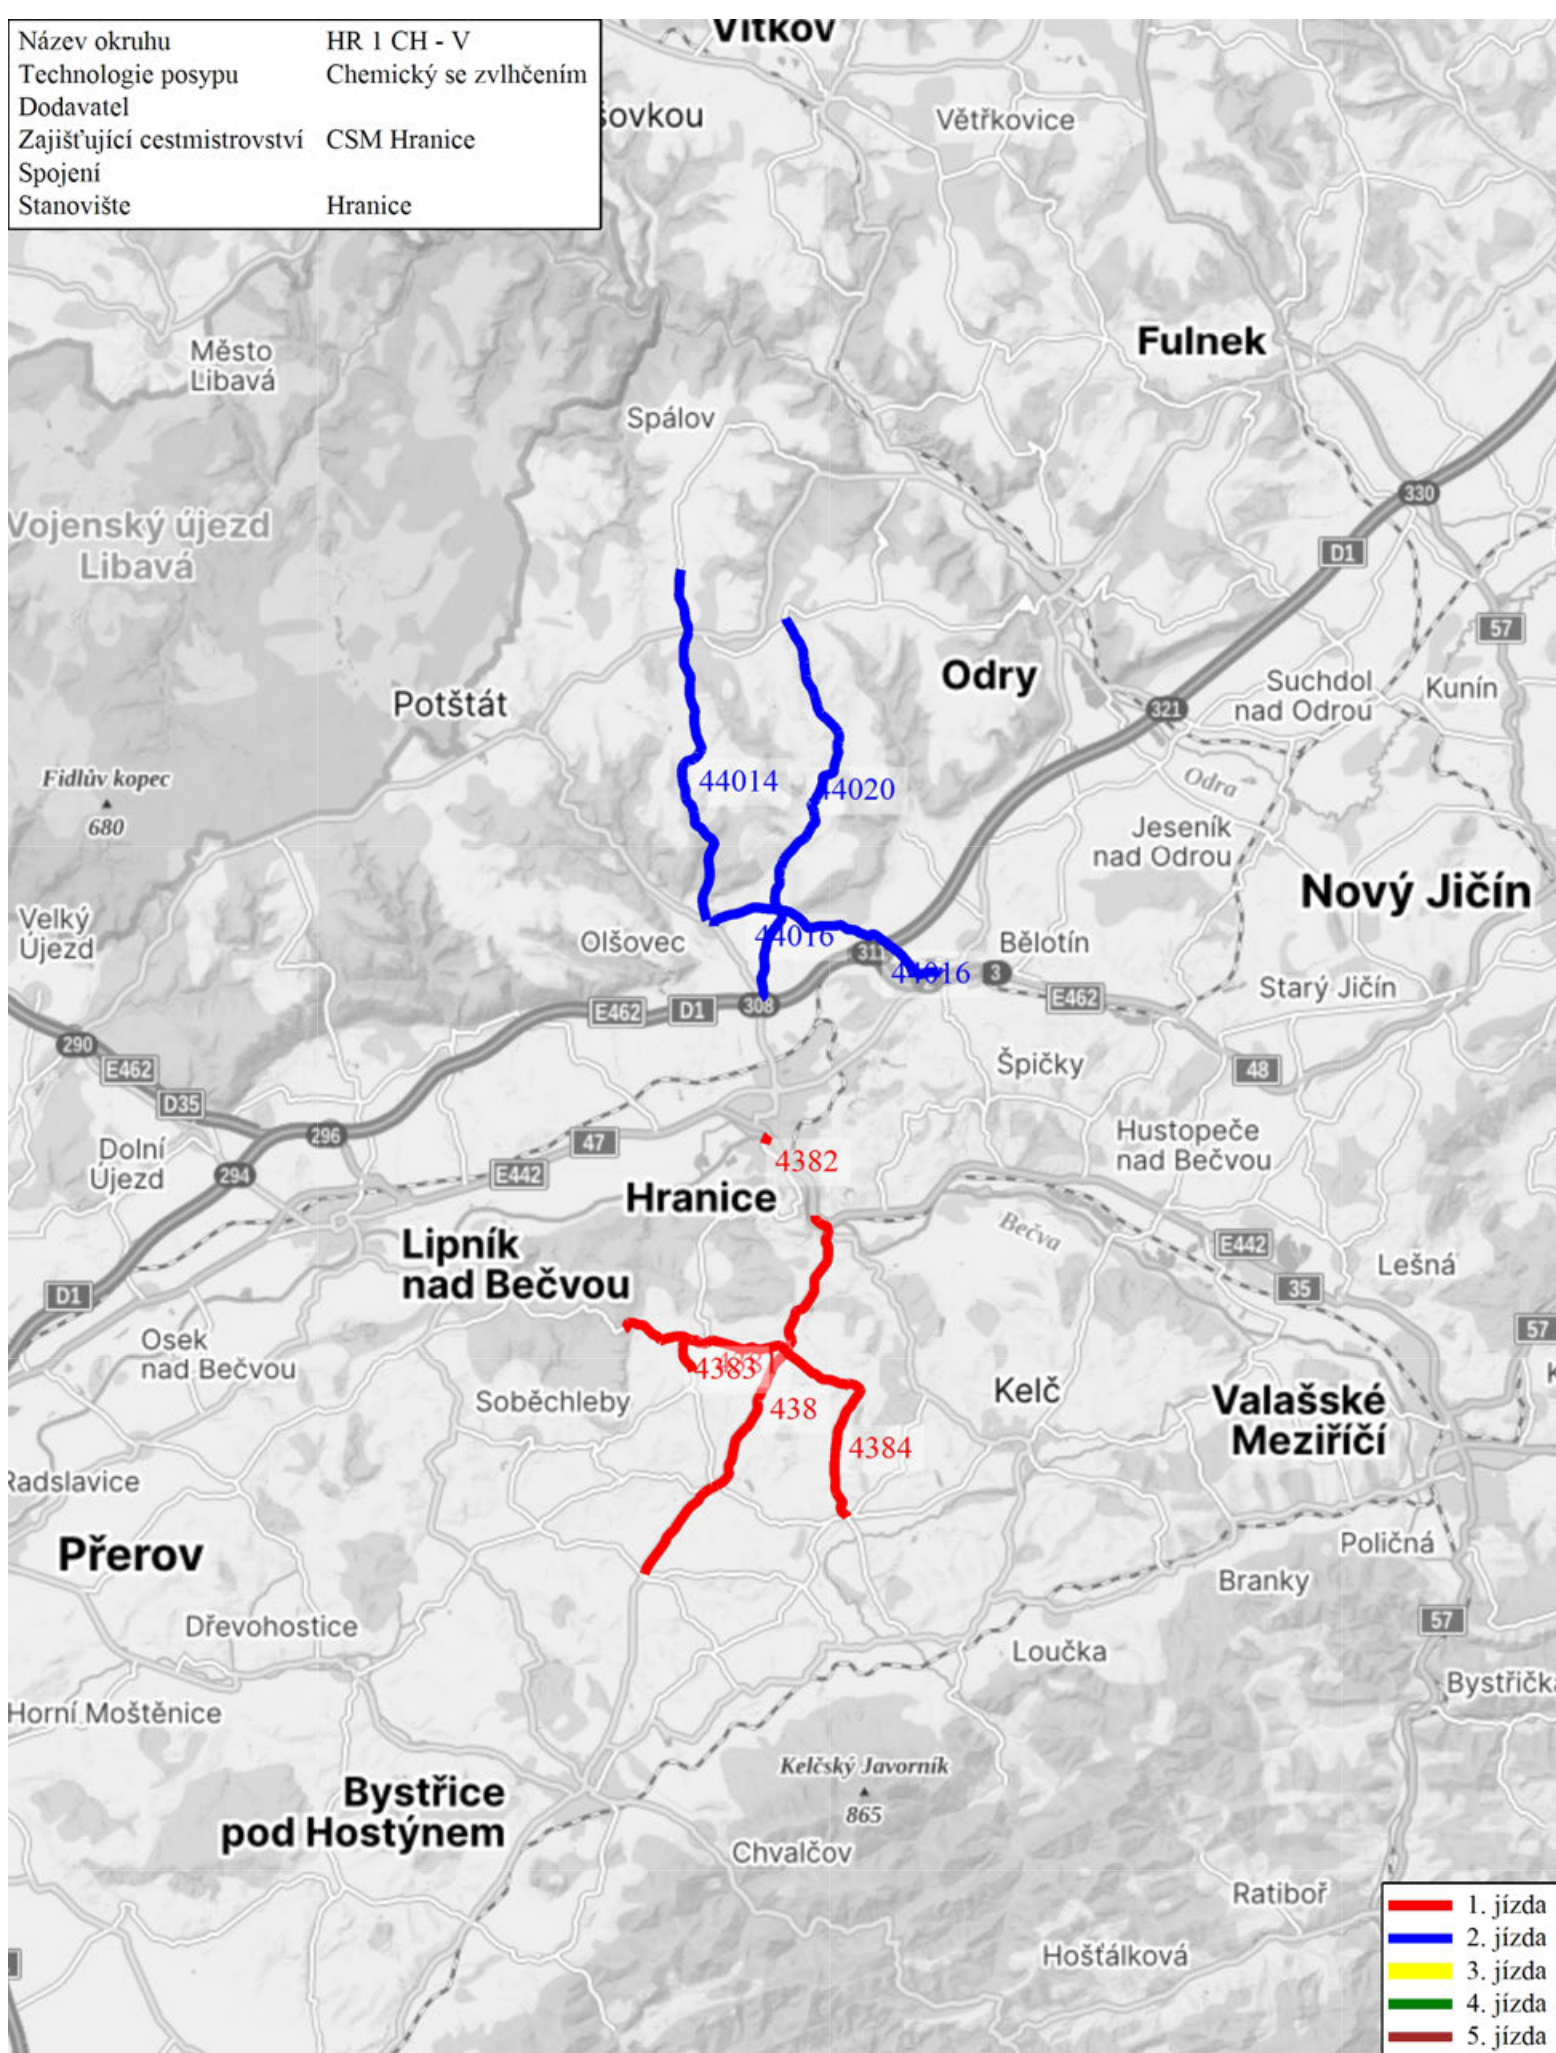 Název okruhu HR 1 CH - V
Technologie posypu Chemický se zvlhčením
Dodavatel
Zajišťující cestmistrovství CSM Hranice
Spojení
Stanoviště Hranice
Vítkov
šovkou
Větřkovice
Město
Libavá
Fulnek
Spálov
330
Vojenský újezd
Libavá
D1
57
Odry
Suchdol
nad Odrou
Kunín
Potštát
321
Fidlův kopec
680
44014
44020
Odra
Jeseník
nad Odrou
Nový Jičín
Velký
Újezd
Olšovec
44016
311
Bělotín
44016
3
E462
Starý Jičín
E462
D1
308
290
E462
Špičky
48
D35
296
47
Dolní
Újezd
294
E442
4382
Hustopeče
nad Bečvou
Hranice
Bečva
E442
Lipník
nad Bečvou
Lešná
35
D1
57
Osek
nad Bečvou
4383
438
Soběchleby
Kelč
Valašské
Meziříčí
4384
Radslavice
Přerov
Poličná
Branky
57
Dřevohostice
Loučka
Bystřička
Horní Moštěnice
Kelčský Javorník
865
Bystřice
pod Hostýnem
Chvalčov
Ratiboř
Hošťálková
1. jízda
2. jízda
3. jízda
4. jízda
5. jízda